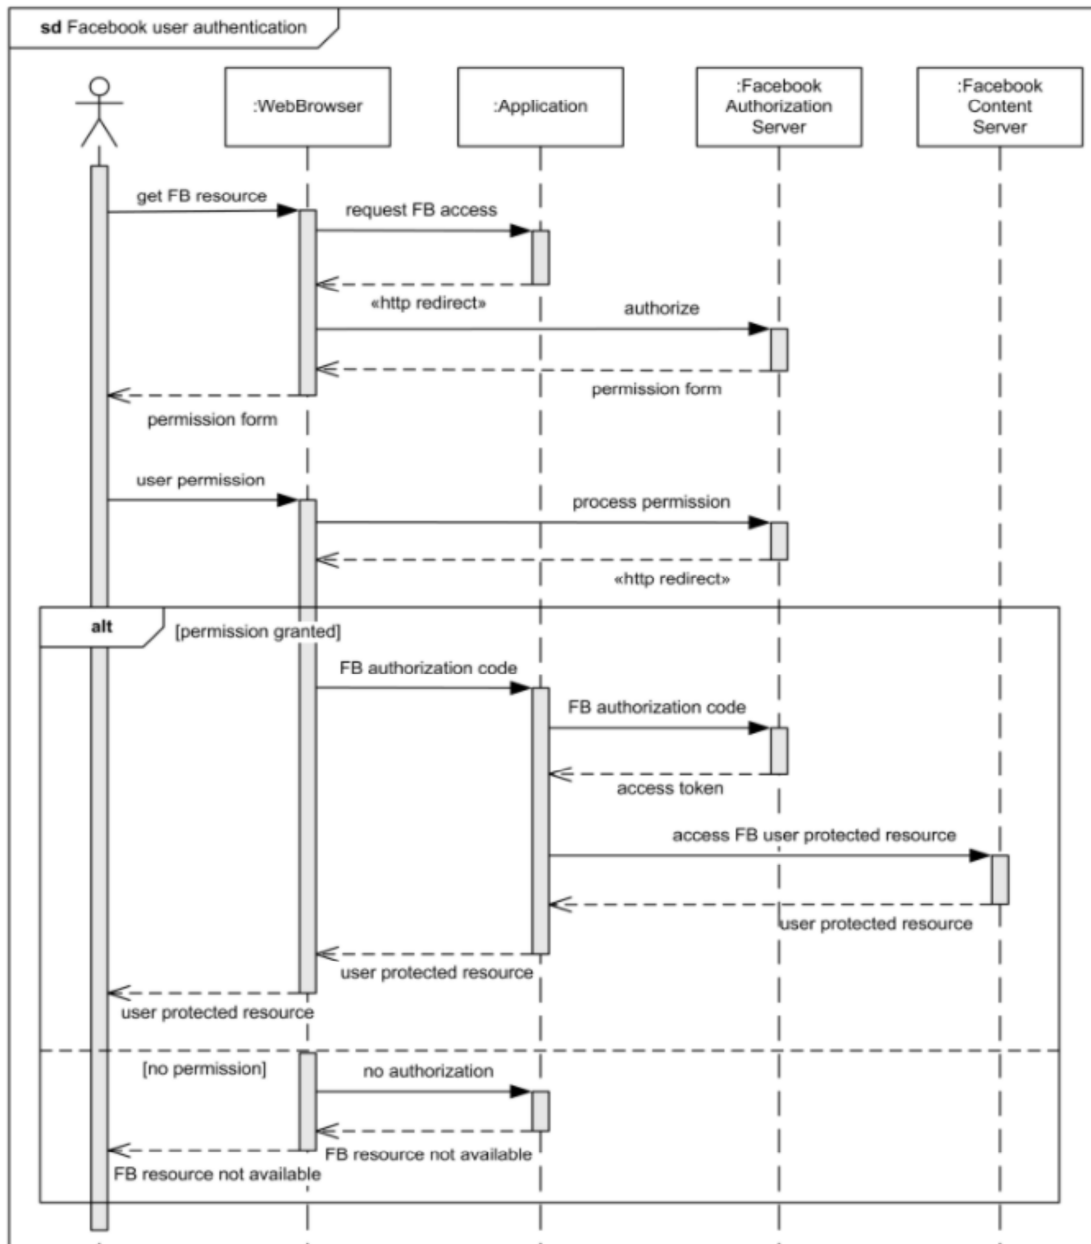 sd Facebook user authentication
:WebBrowser
:Application
:Facebook
Authorization
Server
:Facebook
Content
Server
get FB resource
request FB access
«http redirect»
authorize
permission form
permission form
user permission
process permission
«http redirect»
alt
[permission granted]
FB authorization code
FB authorization code
access token
access FB user protected resource
user protected resource
user protected resource
user protected resource
[no permission]
no authorization
FB resource not available
FB resource not available